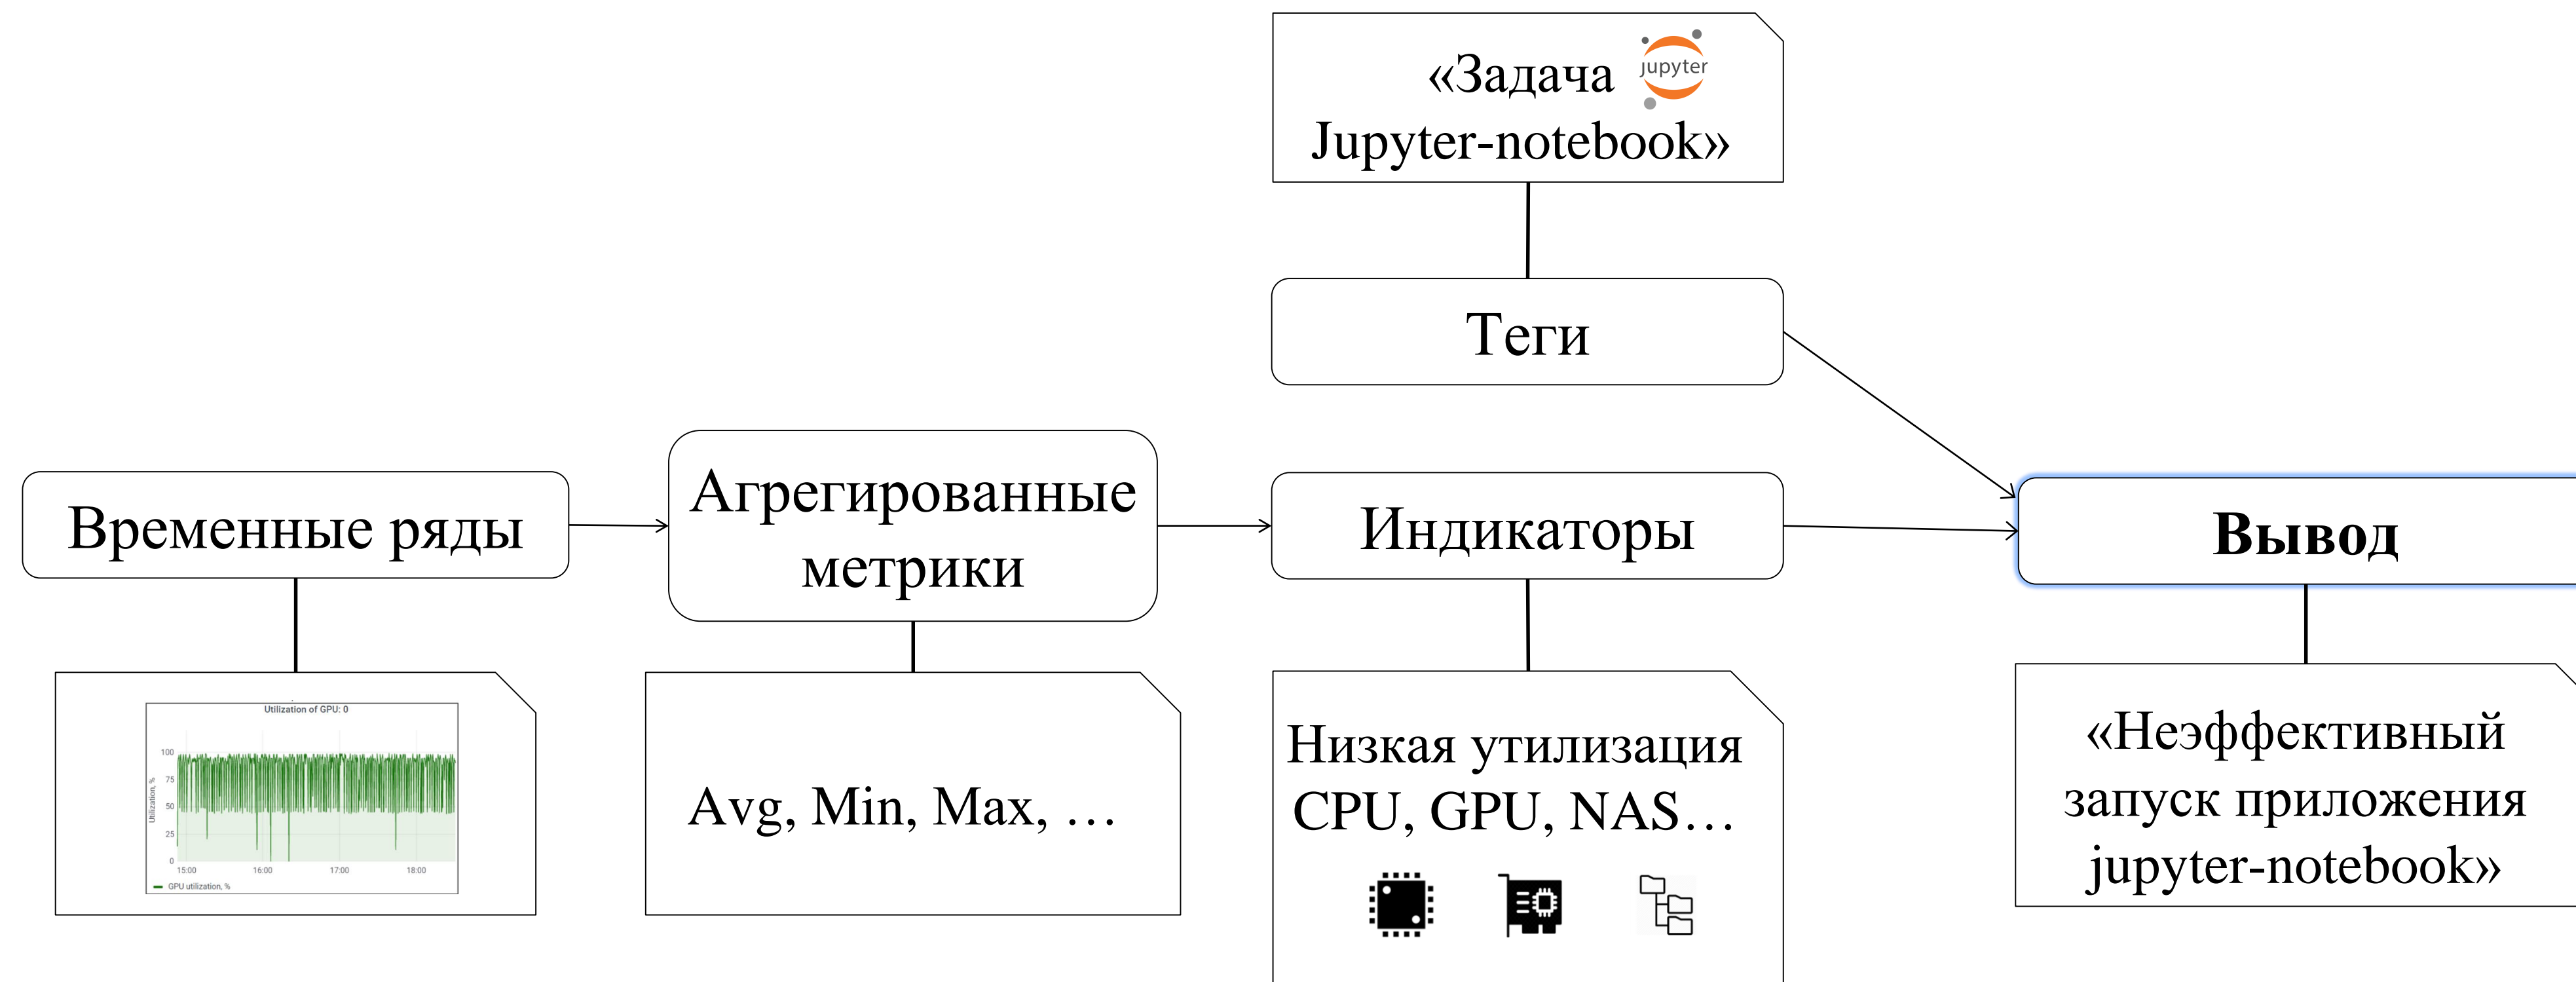 «Задача
jupyter
Jupyter-notebook»
Теги
Временные ряды
Агрегированные
метрики
Индикаторы
Вывод
Utilization of GPU: 0
Utilization, %
100
75
50
25
0
15:00 16:00 17:00 18:00
GPU utilization, %
Avg, Min, Max, …
Низкая утилизация
CPU, GPU, NAS…
«Неэффективный
запуск приложения
jupyter-notebook»